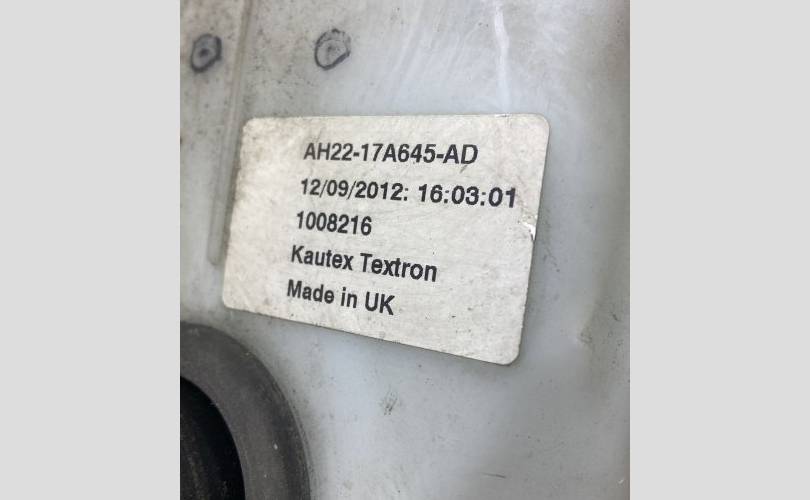 AH22-17A645-AD
12/09/2012: 16:03:01
1008216
Kautex Textron
Made in UK